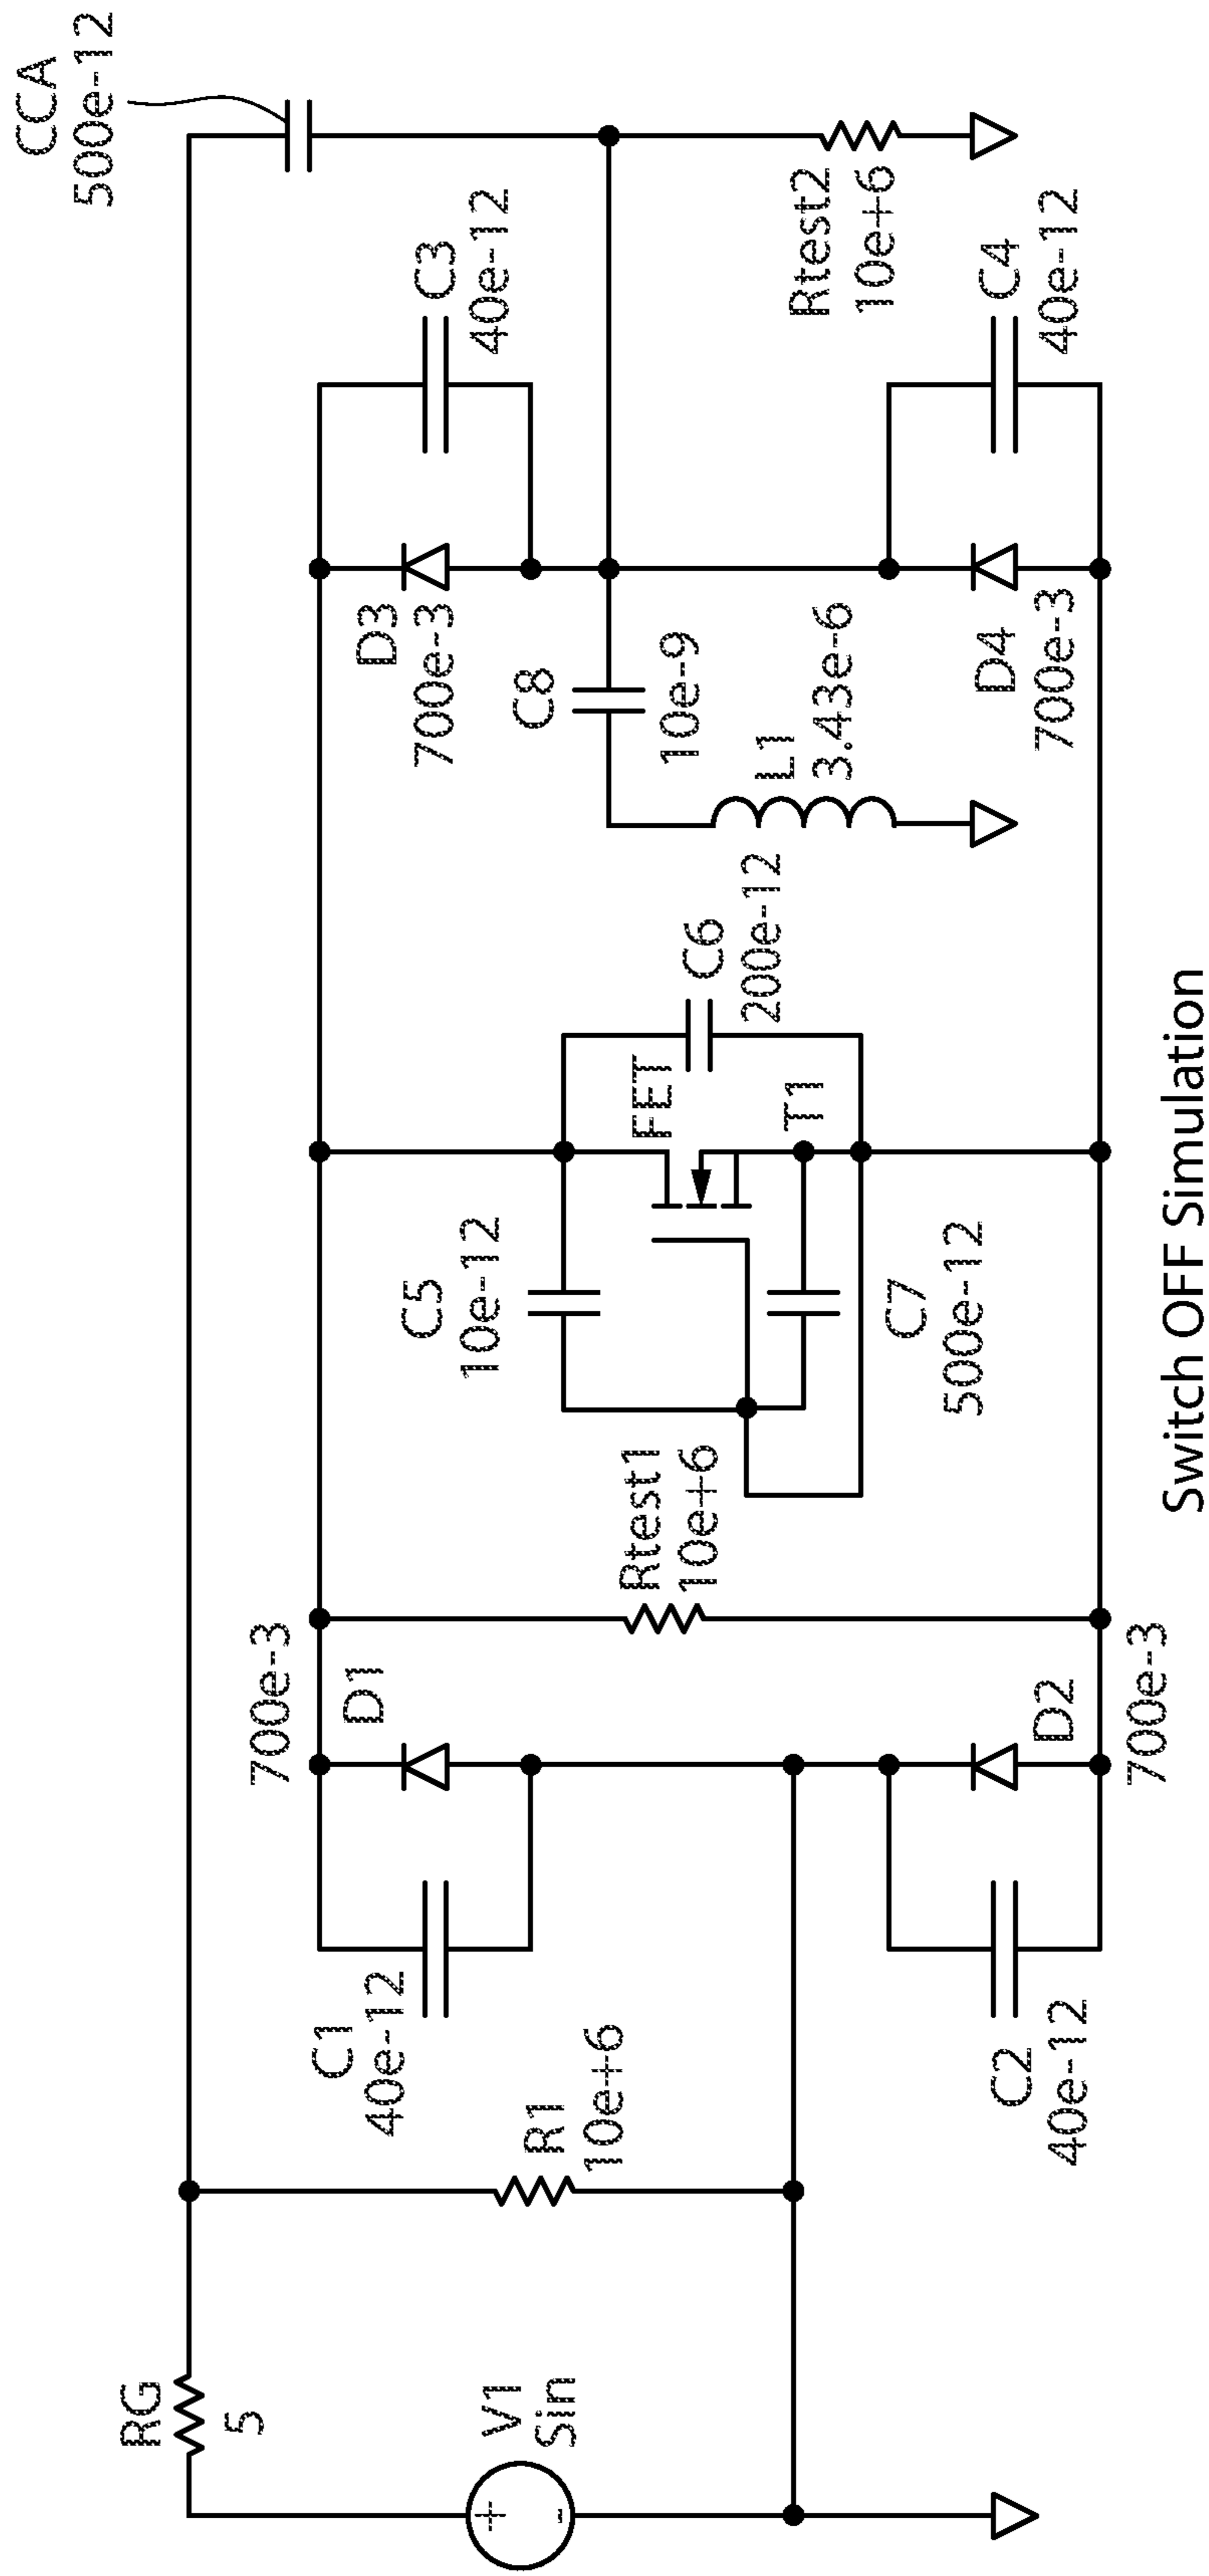 RG
5
V1
Sin
+
-
R1
10e+6
C1
40e-12
C2
40e-12
700e-3
D1
D2
700e-3
Rtest1
10e+6
C5
10e-12
FET
T1
C7
500e-12
C6
200e-12
C8
10e-9
L1
3.43e-6
D3
700e-3
D4
700e-3
C3
40e-12
C4
40e-12
Rtest2
10e+6
CCA
500e-12
Switch OFF Simulation